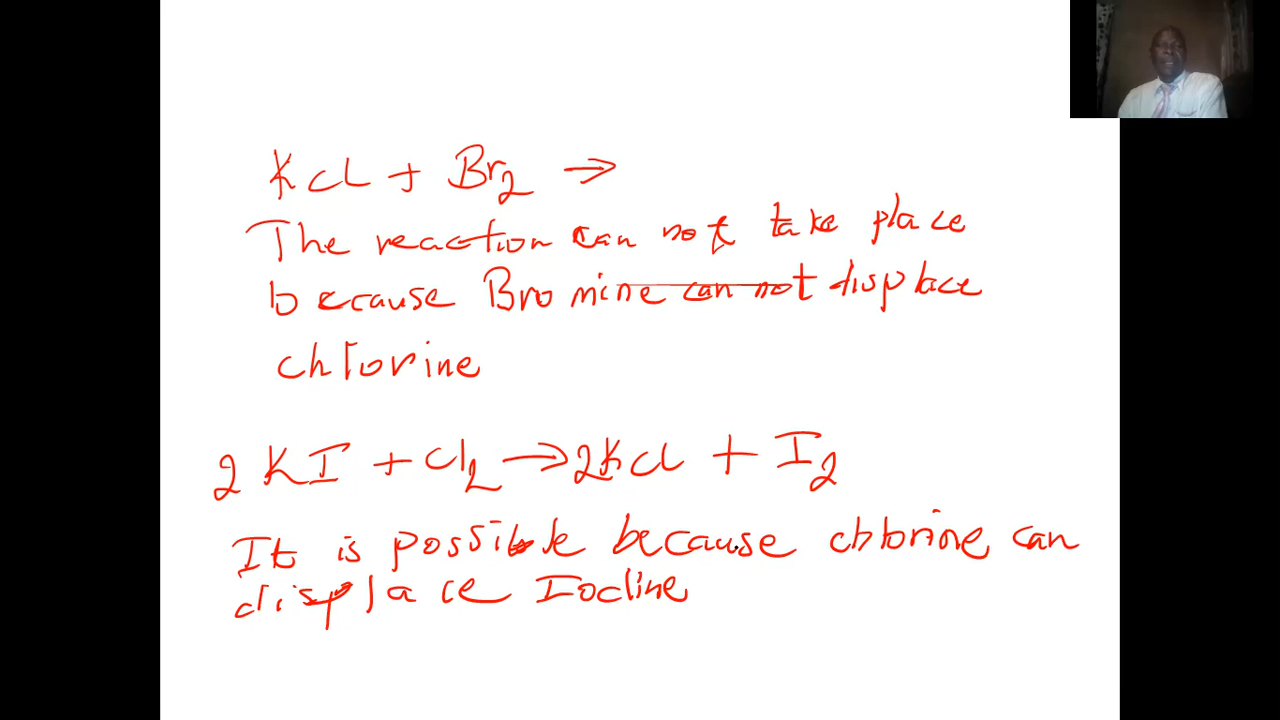 KCl + Br2 →
The reaction can not take place
because Bromine can not displace
chlorine
2KI + Cl2 → 2KCl + I2
It is possible because chlorine can
displace Iodine